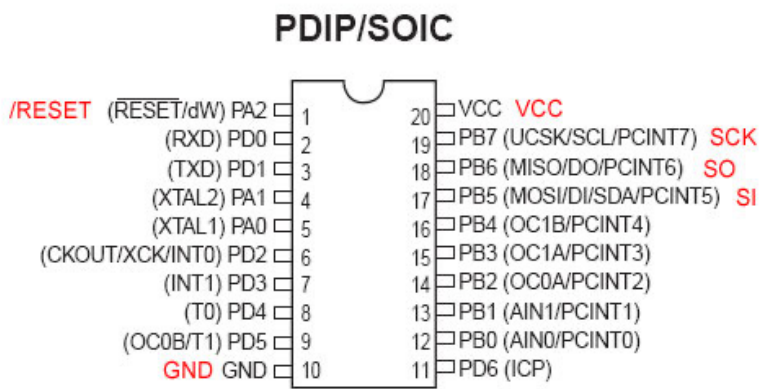 PDIP/SOIC
/RESET (RESET/dW) PA2 1 20 VCC VCC
(RXD) PD0 2 19 PB7 (UCSK/SCL/PCINT7) SCK
(TXD) PD1 3 18 PB6 (MISO/DO/PCINT6) SO
(XTAL2) PA1 4 17 PB5 (MOSI/DI/SDA/PCINT5) SI
(XTAL1) PA0 5 16 PB4 (OC1B/PCINT4)
(CKOUT/XCK/INT0) PD2 6 15 PB3 (OC1A/PCINT3)
(INT1) PD3 7 14 PB2 (OC0A/PCINT2)
(T0) PD4 8 13 PB1 (AIN1/PCINT1)
(OC0B/T1) PD5 9 12 PB0 (AIN0/PCINT0)
GND GND 10 11 PD6 (ICP)